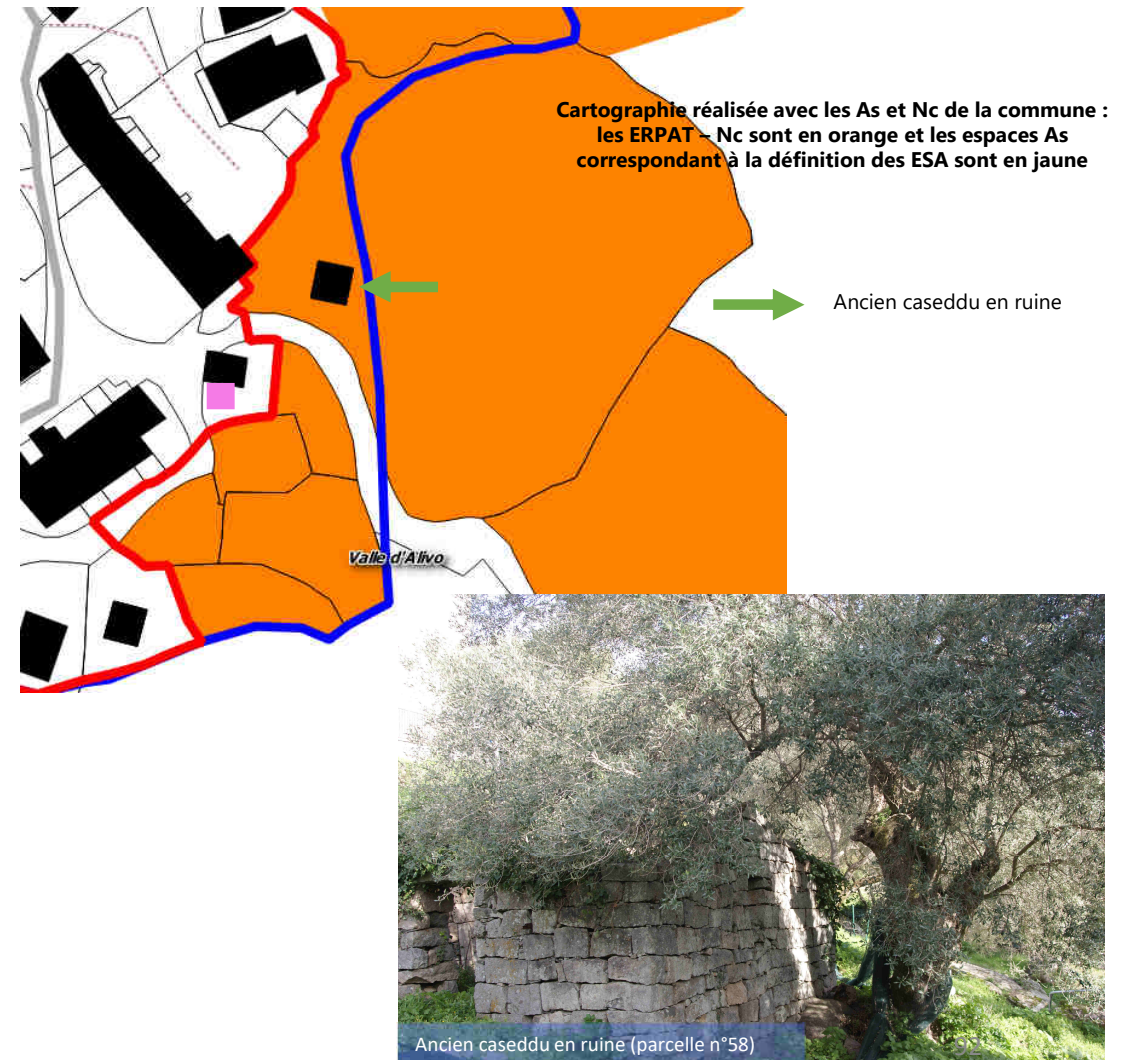 Cartographie réalisée avec les As et Nc de la commune :
les ERPAT – Nc sont en orange et les espaces As
correspondant à la définition des ESA sont en jaune
Ancien caseddu en ruine
Valle d'Alivo
Ancien caseddu en ruine (parcelle n°58)